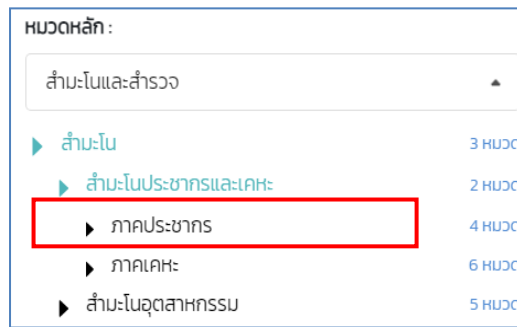 หมวดหลัก :
สำมะโนและสำรวจ
สำมะโน 3 หมวด
สำมะโนประชากรและเคหะ 2 หมวด
ภาคประชากร 4 หมวด
ภาคเคหะ 6 หมวด
สำมะโนอุตสาหกรรม 5 หมวด